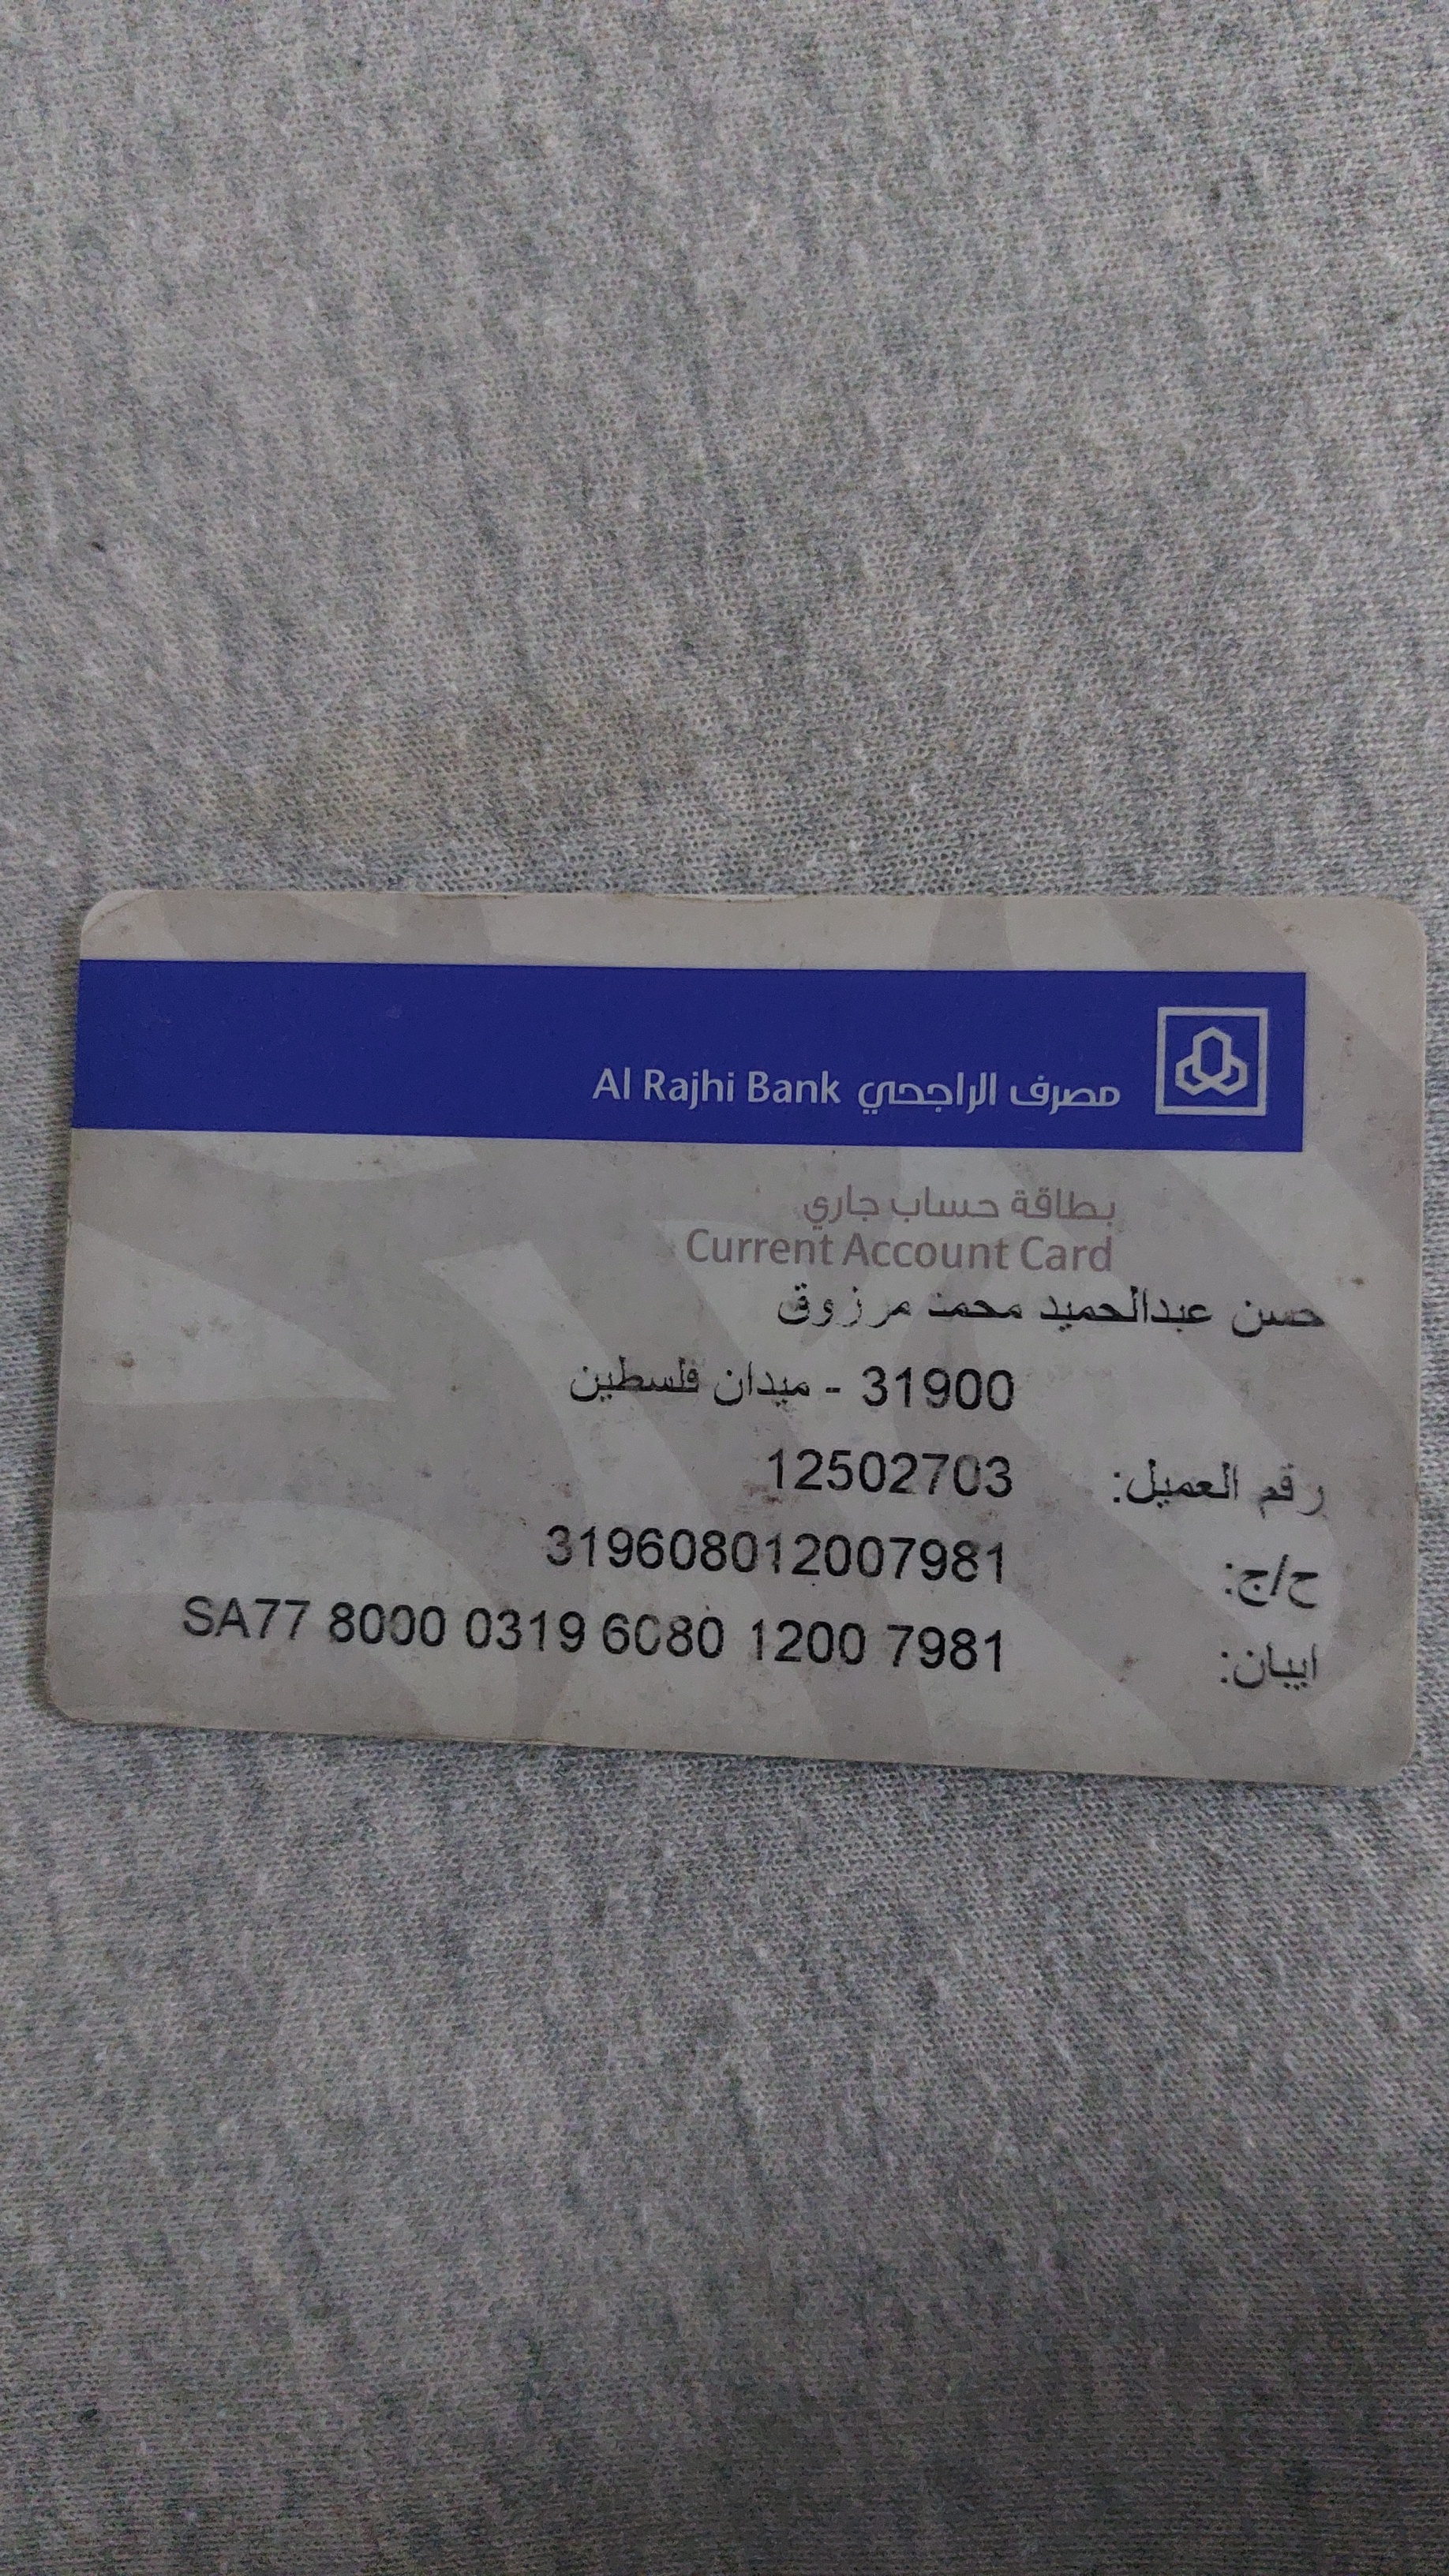 مصرف الراجحي Al Rajhi Bank
بطاقة حساب جاري
Current Account Card
حسن عبدالحميد محمد مرزوق
31900 - ميدان فلسطين
رقم العميل: 12502703
ح/ج: 319608012007981
ايبان: SA77 8000 0319 6080 1200 7981